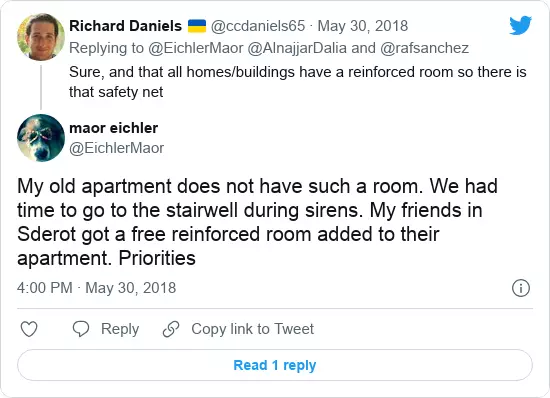 Richard Daniels 🇺🇦 @ccdaniels65 · May 30, 2018
Replying to @EichlerMaor @AlnajjarDalia and @rafsanchez
Sure, and that all homes/buildings have a reinforced room so there is
that safety net
maor eichler
@EichlerMaor
My old apartment does not have such a room. We had
time to go to the stairwell during sirens. My friends in
Sderot got a free reinforced room added to their
apartment. Priorities
4:00 PM · May 30, 2018
Reply Copy link to Tweet
Read 1 reply